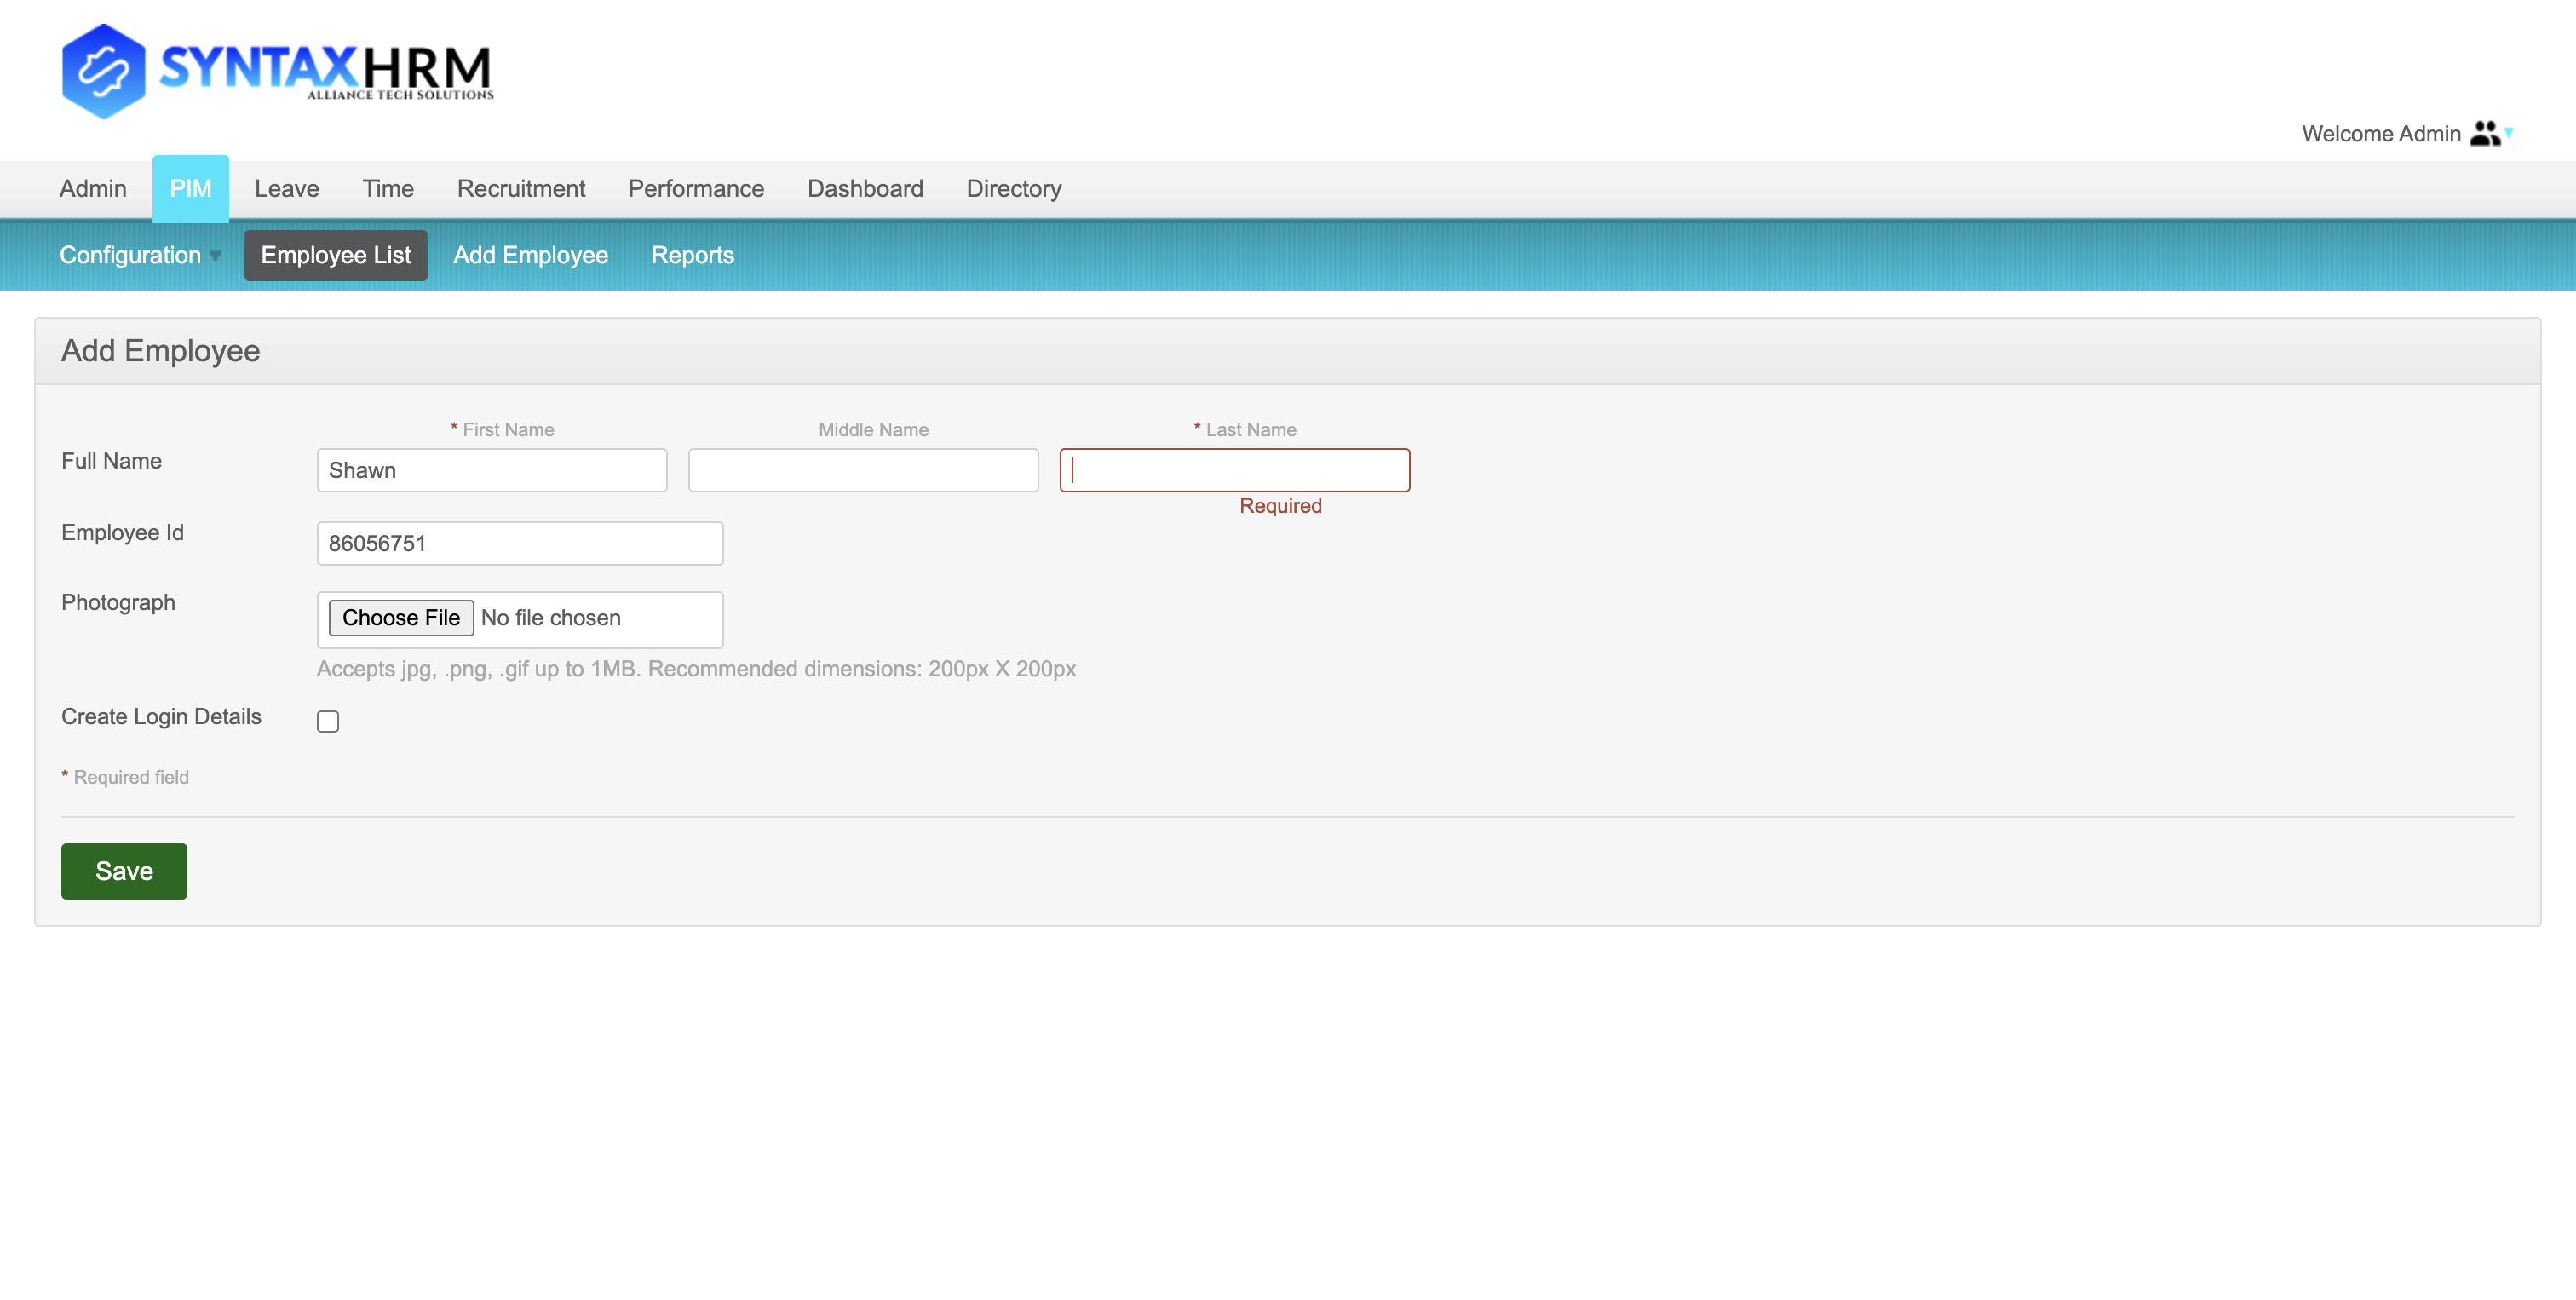 SYNTAXHRM
ALLIANCE TECH SOLUTIONS
Welcome Admin
Admin PIM Leave Time Recruitment Performance Dashboard Directory
Configuration Employee List Add Employee Reports
Add Employee
* First Name Middle Name * Last Name
Full Name Shawn
Required
Employee Id 86056751
Photograph Choose File No file chosen
Accepts jpg, .png, .gif up to 1MB. Recommended dimensions: 200px X 200px
Create Login Details
* Required field
Save